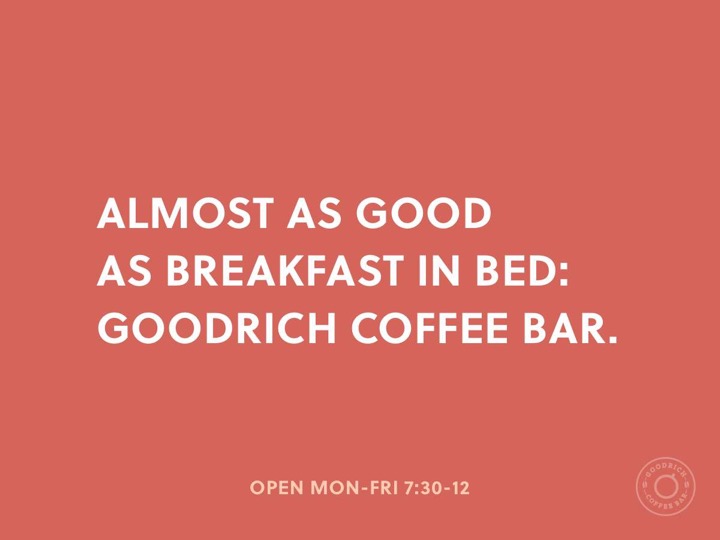 ALMOST AS GOOD
AS BREAKFAST IN BED:
GOODRICH COFFEE BAR.
OPEN MON-FRI 7:30-12
GOODRICH
COFFEE BAR